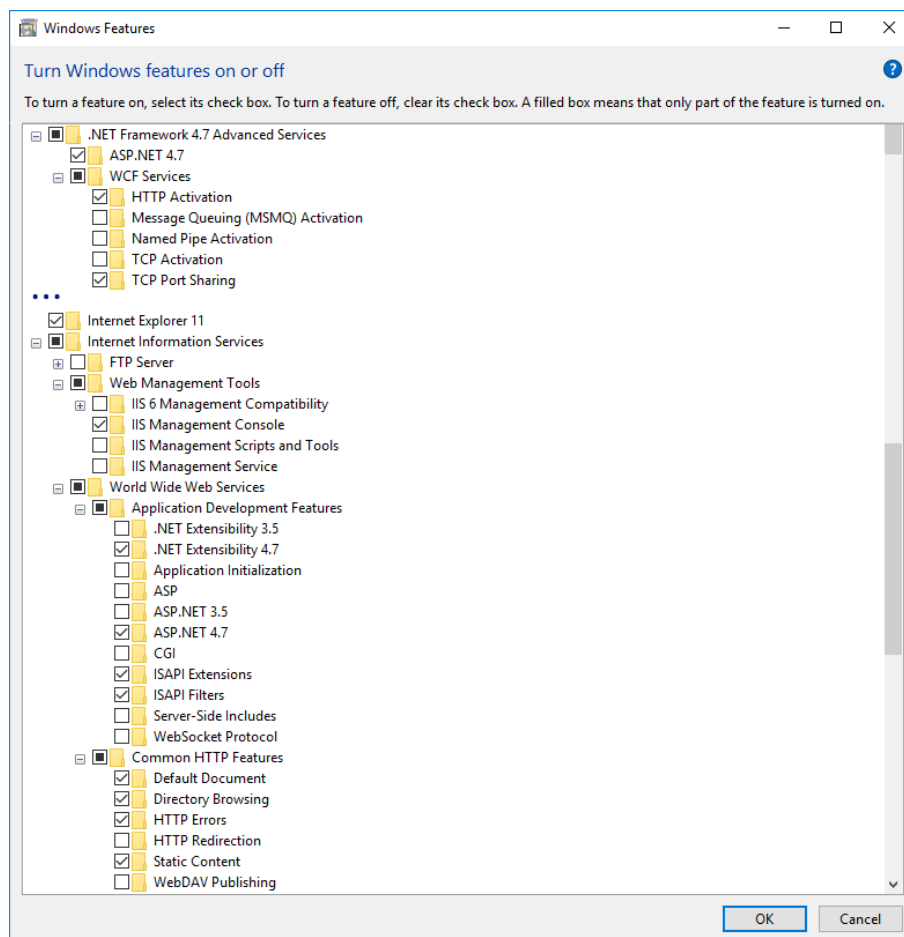 Windows Features
Turn Windows features on or off
?
To turn a feature on, select its check box. To turn a feature off, clear its check box. A filled box means that only part of the feature is turned on.
.NET Framework 4.7 Advanced Services
ASP.NET 4.7
WCF Services
HTTP Activation
Message Queuing (MSMQ) Activation
Named Pipe Activation
TCP Activation
TCP Port Sharing
...
Internet Explorer 11
Internet Information Services
FTP Server
Web Management Tools
IIS 6 Management Compatibility
IIS Management Console
IIS Management Scripts and Tools
IIS Management Service
World Wide Web Services
Application Development Features
.NET Extensibility 3.5
.NET Extensibility 4.7
Application Initialization
ASP
ASP.NET 3.5
ASP.NET 4.7
CGI
ISAPI Extensions
ISAPI Filters
Server-Side Includes
WebSocket Protocol
Common HTTP Features
Default Document
Directory Browsing
HTTP Errors
HTTP Redirection
Static Content
WebDAV Publishing
OK
Cancel